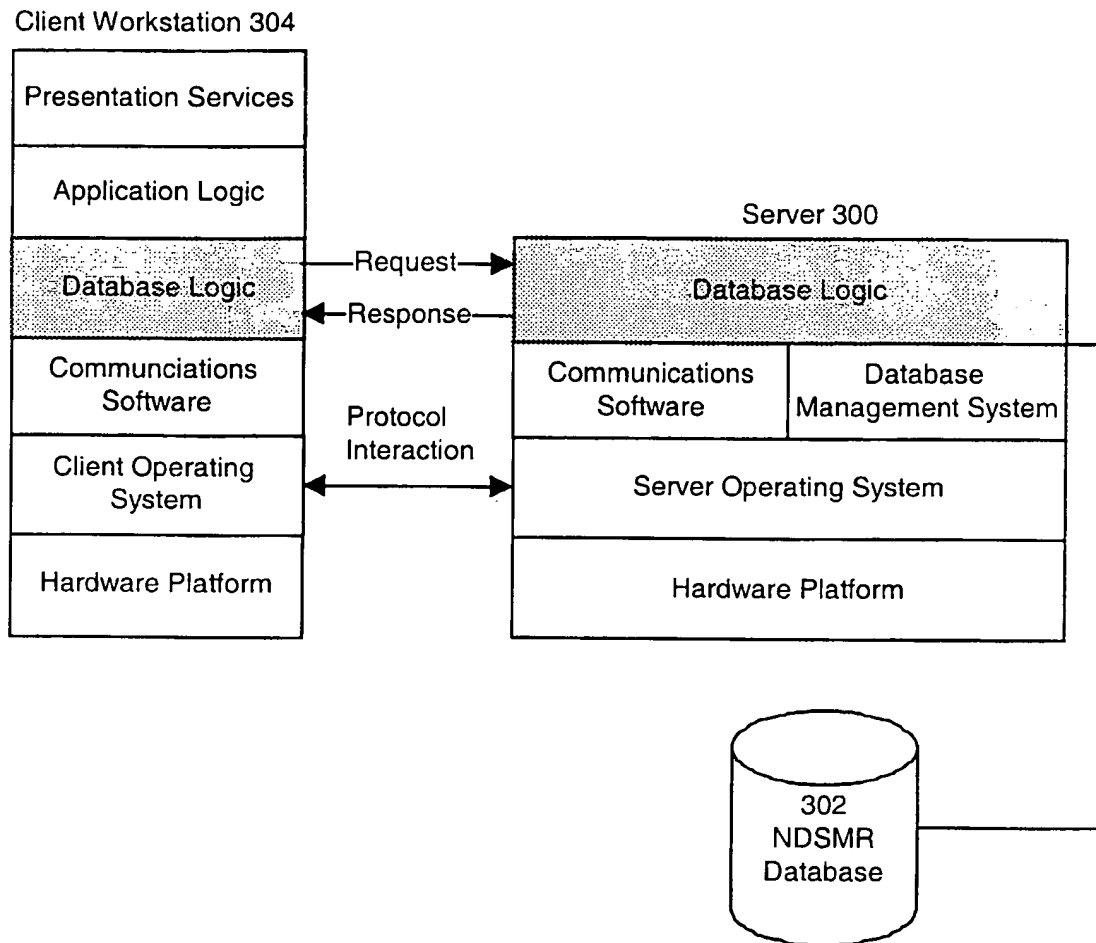 Client Workstation 304
Presentation Services
Application Logic
Database Logic
Communciations
Software
Client Operating
System
Hardware Platform
Request
Response
Protocol
Interaction
Server 300
Database Logic
Communications
Software
Database
Management System
Server Operating System
Hardware Platform
302
NDSMR
Database